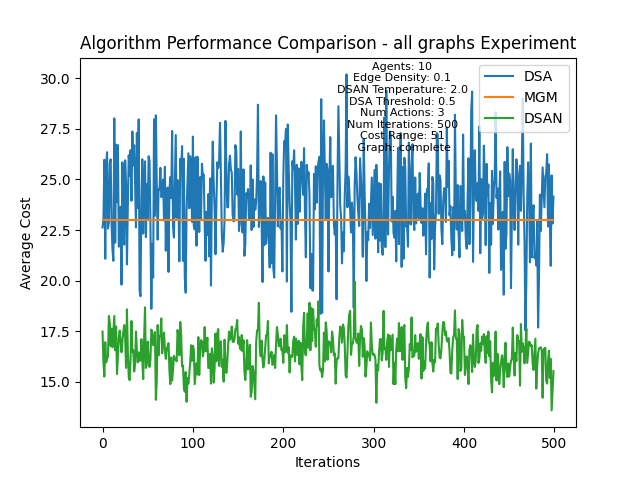 Algorithm Performance Comparison - all graphs Experiment
Agents: 10
Edge Density: 0.1
DSAN Temperature: 2.0
DSA Threshold: 0.5
Num Actions: 3
Num Iterations: 500
Cost Range: 51
Graph: complete
DSA
MGM
DSAN
30.0
27.5
25.0
22.5
20.0
17.5
15.0
Average Cost
0
100
200
300
400
500
Iterations